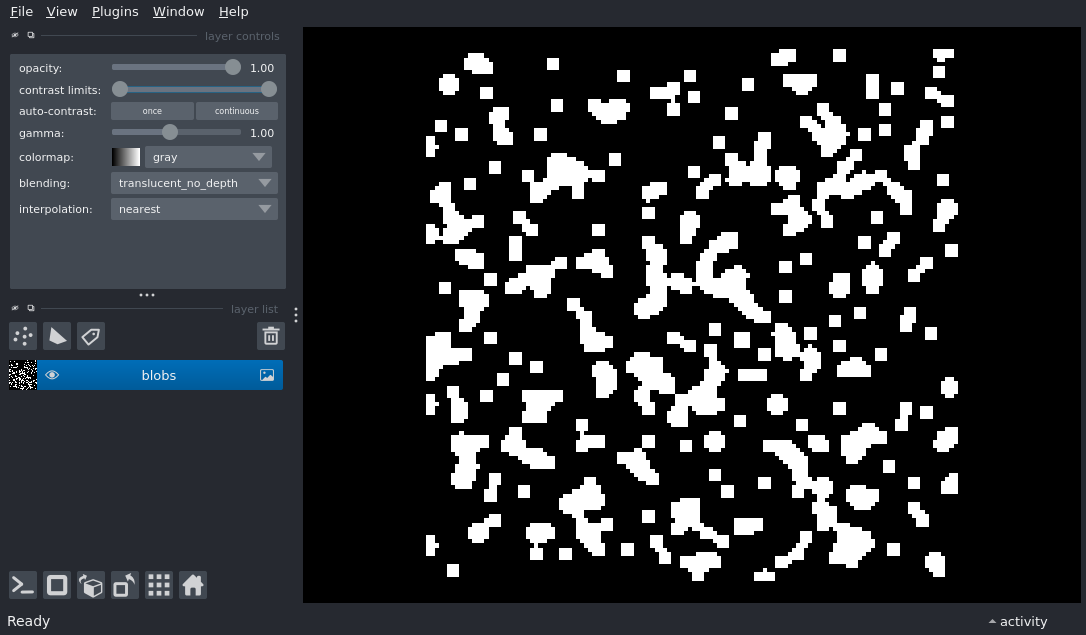 File View Plugins Window Help
layer controls
opacity: 1.00
contrast limits:
auto-contrast: once continuous
gamma: 1.00
colormap: gray
blending: translucent_no_depth
interpolation: nearest
layer list
blobs
Ready
activity